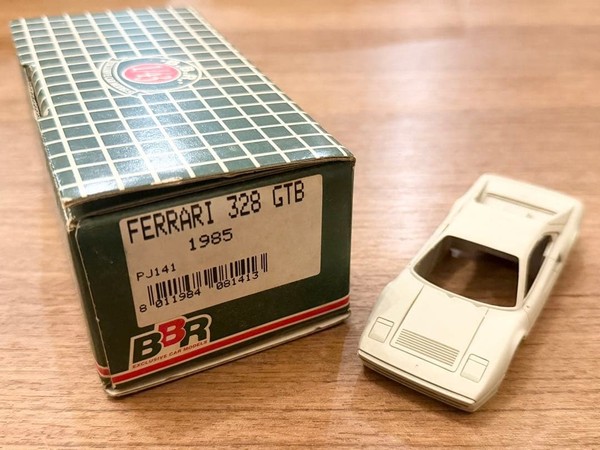 FERRARI 328 GTB
1985
PJ141
8 011984 081413
BBR
EXCLUSIVE CAR MODELS